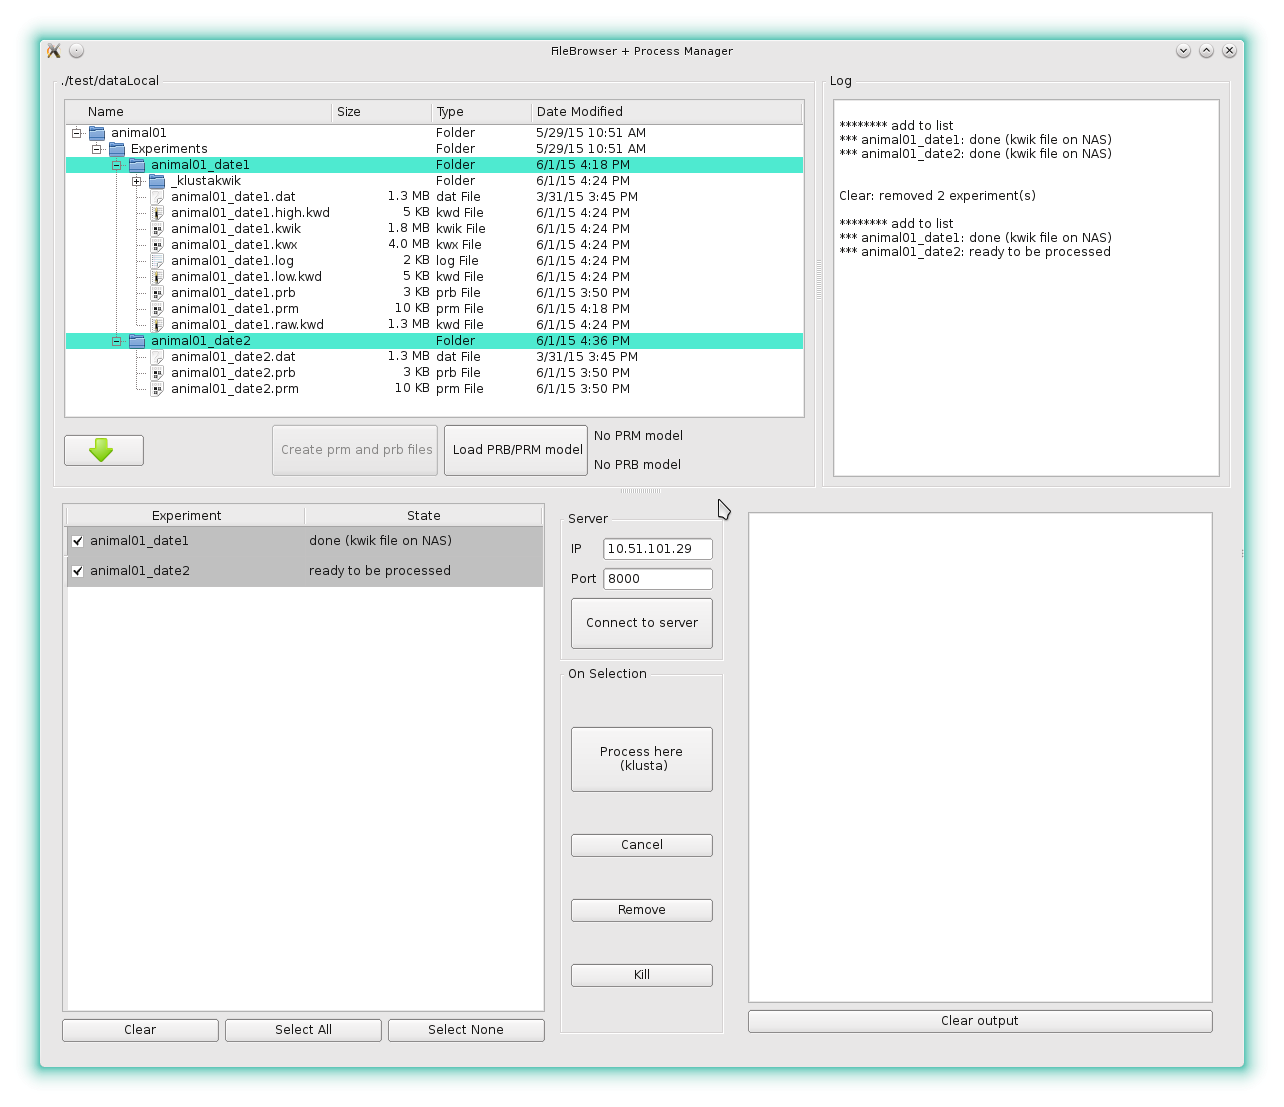 FileBrowser + Process Manager
./test/dataLocal
Name Size Type Date Modified
animal01 Folder 5/29/15 10:51 AM
Experiments Folder 5/29/15 10:51 AM
animal01_date1 Folder 6/1/15 4:18 PM
_klustakwik Folder 6/1/15 4:24 PM
animal01_date1.dat 1.3 MB dat File 3/31/15 3:45 PM
animal01_date1.high.kwd 5 KB kwd File 6/1/15 4:24 PM
animal01_date1.kwik 1.8 MB kwik File 6/1/15 4:24 PM
animal01_date1.kwx 4.0 MB kwx File 6/1/15 4:24 PM
animal01_date1.log 2 KB log File 6/1/15 4:24 PM
animal01_date1.low.kwd 5 KB kwd File 6/1/15 4:24 PM
animal01_date1.prb 3 KB prb File 6/1/15 3:50 PM
animal01_date1.prm 10 KB prm File 6/1/15 4:18 PM
animal01_date1.raw.kwd 1.3 MB kwd File 6/1/15 4:24 PM
animal01_date2 Folder 6/1/15 4:36 PM
animal01_date2.dat 1.3 MB dat File 3/31/15 3:45 PM
animal01_date2.prb 3 KB prb File 6/1/15 3:50 PM
animal01_date2.prm 10 KB prm File 6/1/15 3:50 PM
Create prm and prb files
Load PRB/PRM model
No PRM model
No PRB model
Log
******** add to list
*** animal01_date1: done (kwik file on NAS)
*** animal01_date2: done (kwik file on NAS)
Clear: removed 2 experiment(s)
******** add to list
*** animal01_date1: done (kwik file on NAS)
*** animal01_date2: ready to be processed
Experiment State
animal01_date1 done (kwik file on NAS)
animal01_date2 ready to be processed
Clear
Select All
Select None
Server
IP 10.51.101.29
Port 8000
Connect to server
On Selection
Process here
(klusta)
Cancel
Remove
Kill
Clear output